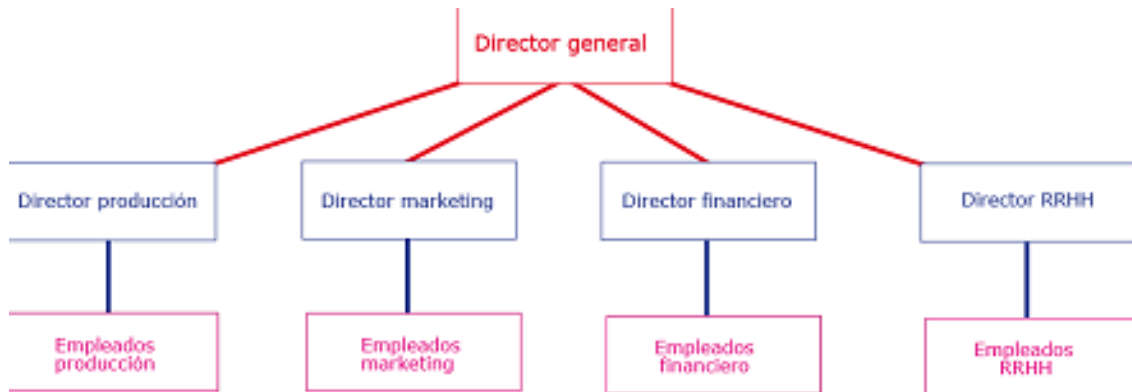 Director general
Director producción
Director marketing
Director financiero
Director RRHH
Empleados
producción
Empleados
marketing
Empleados
financiero
Empleados
RRHH